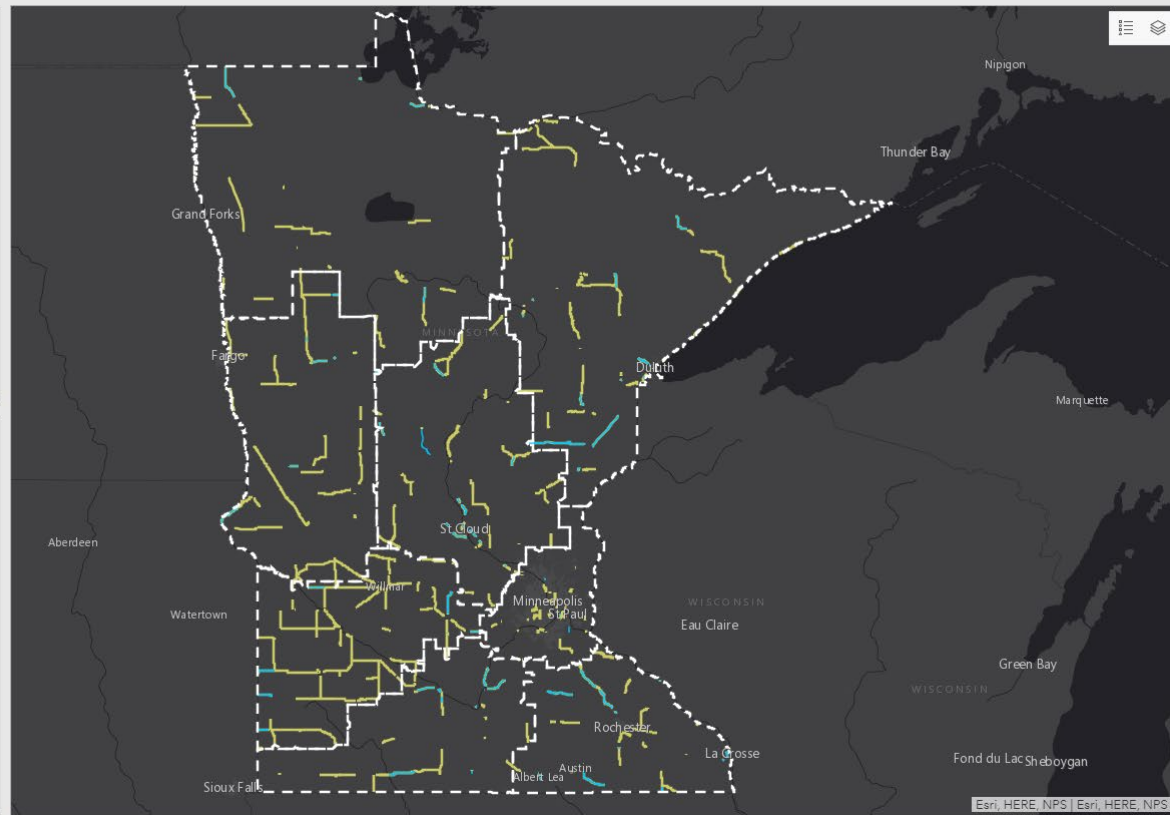 Nipigon
Thunder Bay
Grand Forks
MINNESOTA
Fargo
Duluth
Marquette
St Cloud
Aberdeen
Willmar
Watertown
Minneapolis
St Paul
WISCONSIN
Eau Claire
Green Bay
WISCONSIN
Rochester
La Crosse
Fond du Lac
Sheboygan
Austin
Albert Lea
Sioux Falls
Esri, HERE, NPS | Esri, HERE, NPS